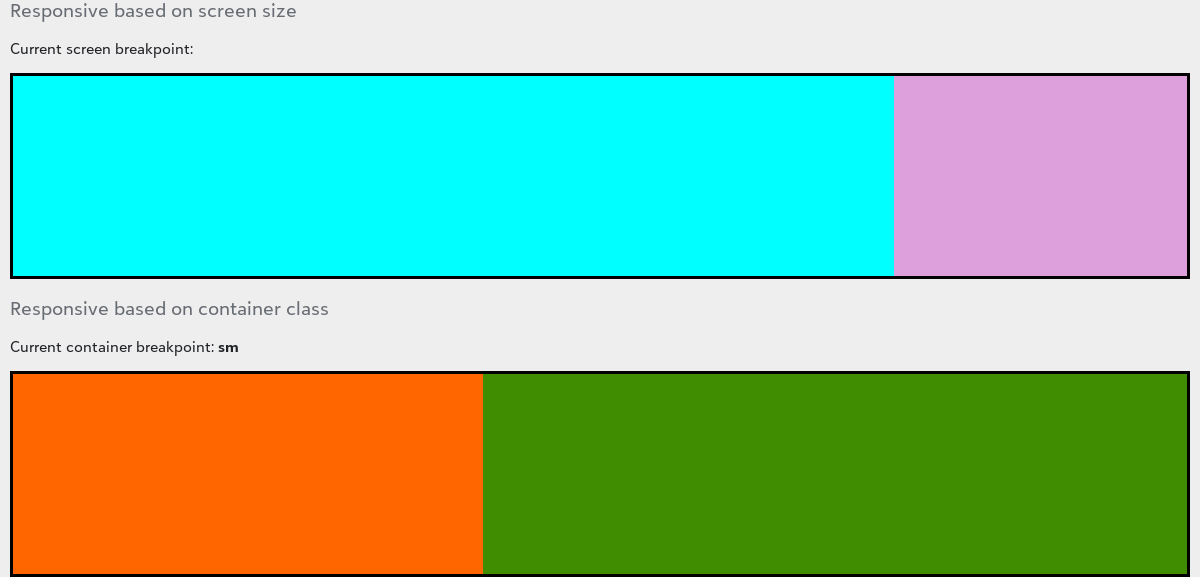 Responsive based on screen size
Current screen breakpoint:
Responsive based on container class
Current container breakpoint: sm